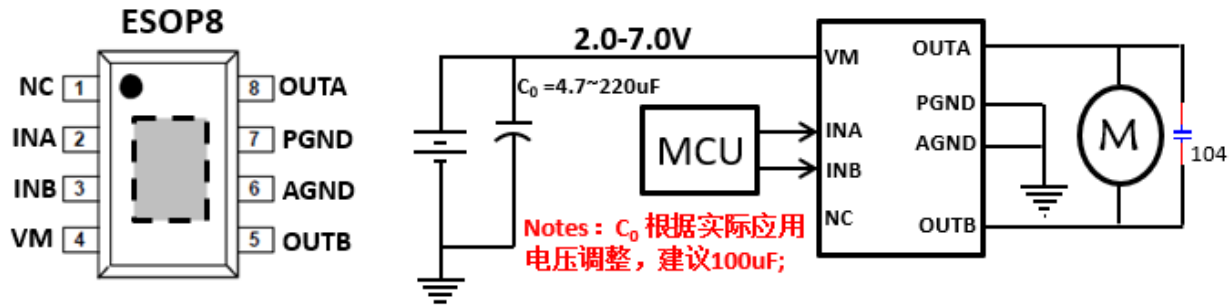 ESOP8
NC 1
INA 2
INB 3
VM 4
8 OUTA
7 PGND
6 AGND
5 OUTB
2.0-7.0V
C₀ =4.7~220uF
MCU
VM
INA
INB
NC
OUTA
PGND
AGND
OUTB
M
104
Notes：C₀ 根据实际应用
电压调整，建议100uF;